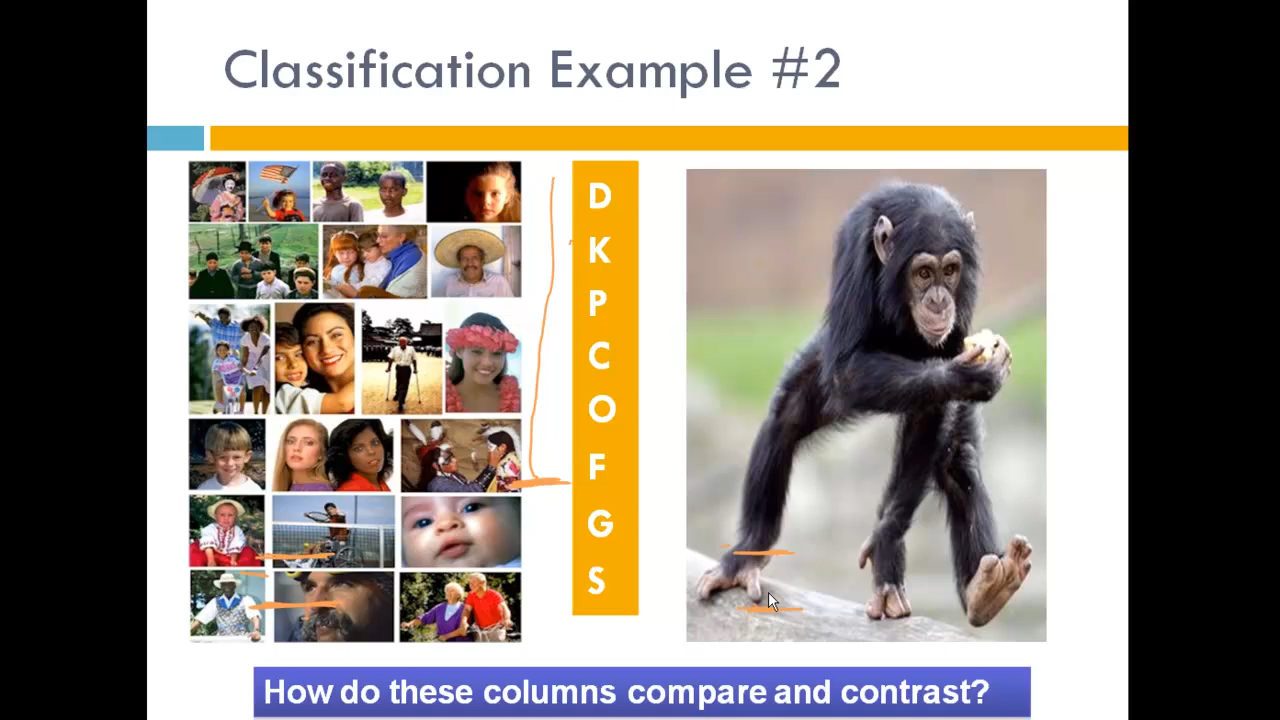 Classification Example #2
D
K
P
C
O
F
G
S
How do these columns compare and contrast?